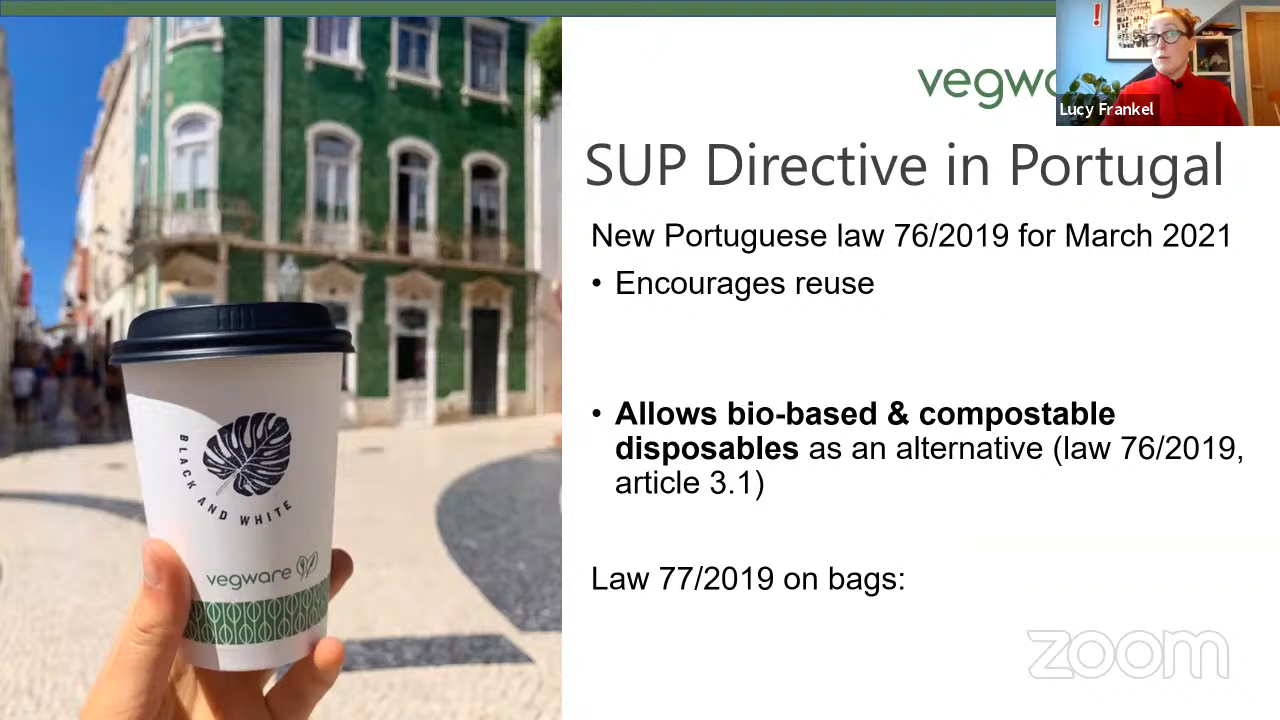 vegwa
Lucy Frankel
SUP Directive in Portugal
New Portuguese law 76/2019 for March 2021
• Encourages reuse
• Allows bio-based & compostable
disposables as an alternative (law 76/2019,
article 3.1)
Law 77/2019 on bags:
BLACK AND WHITE
vegware
zoom